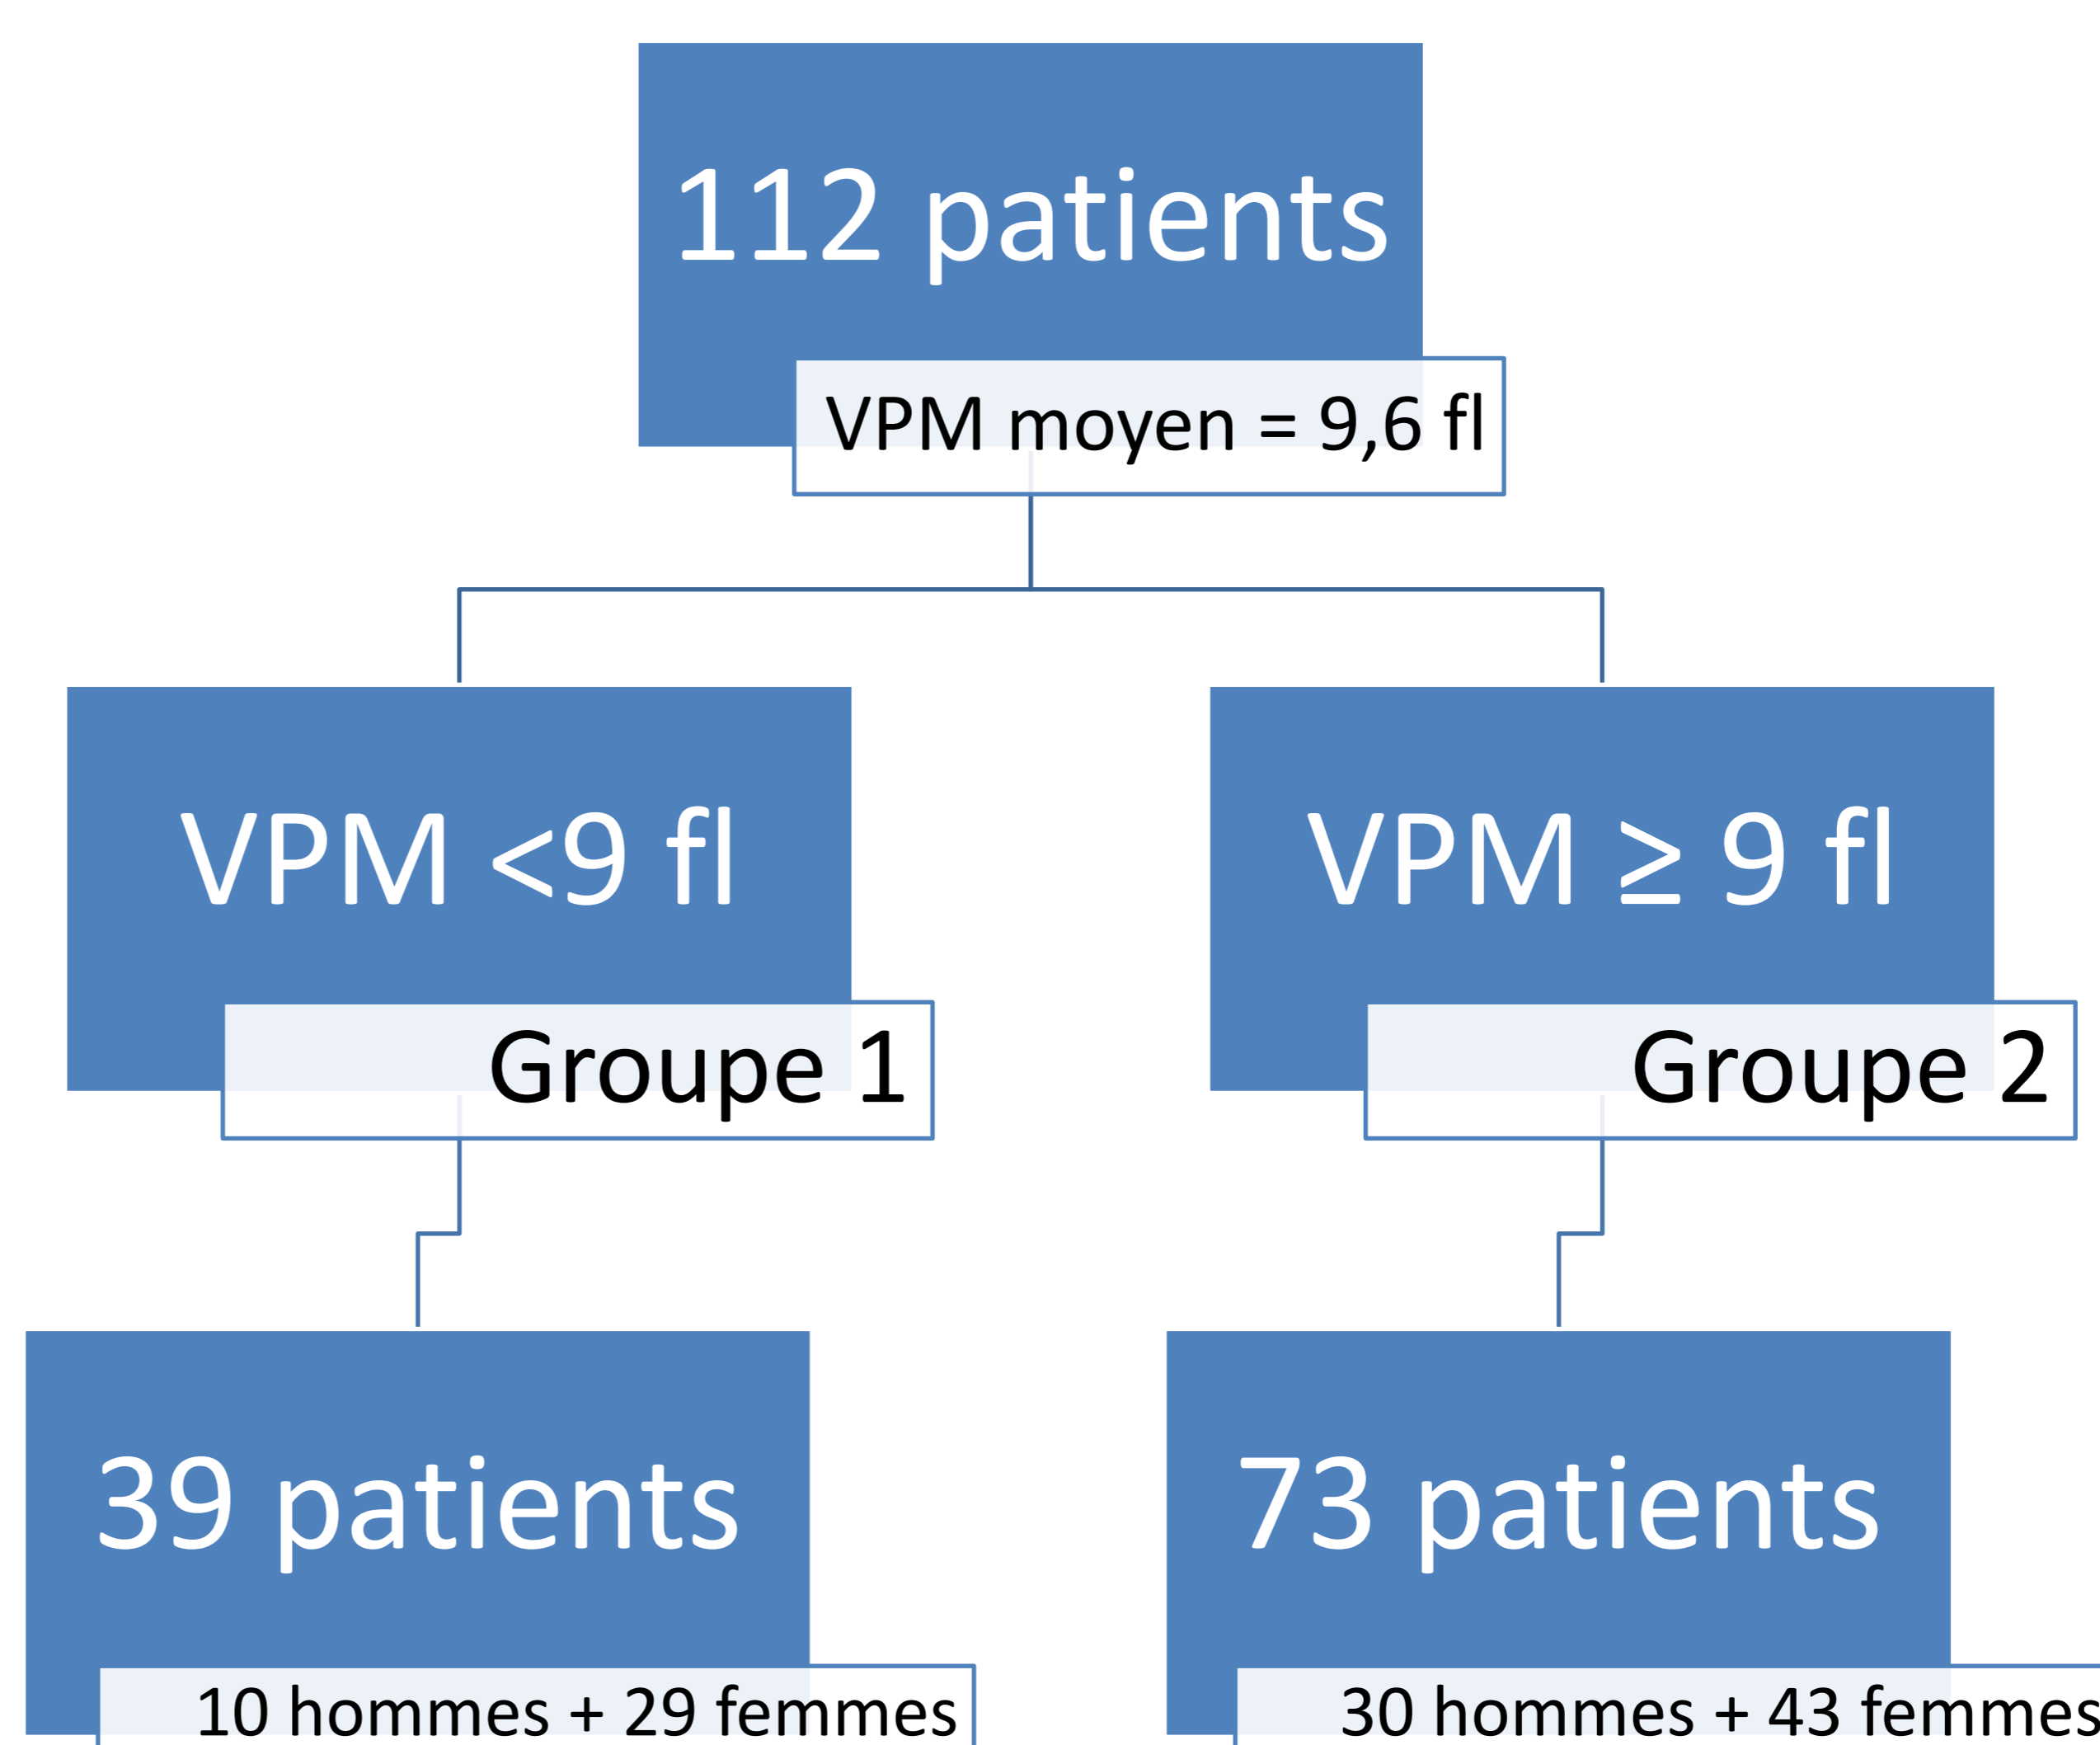 112 patients
VPM moyen = 9,6 fl
VPM <9 fl
Groupe 1
VPM ≥ 9 fl
Groupe 2
39 patients
10 hommes + 29 femmes
73 patients
30 hommes + 43 femmes